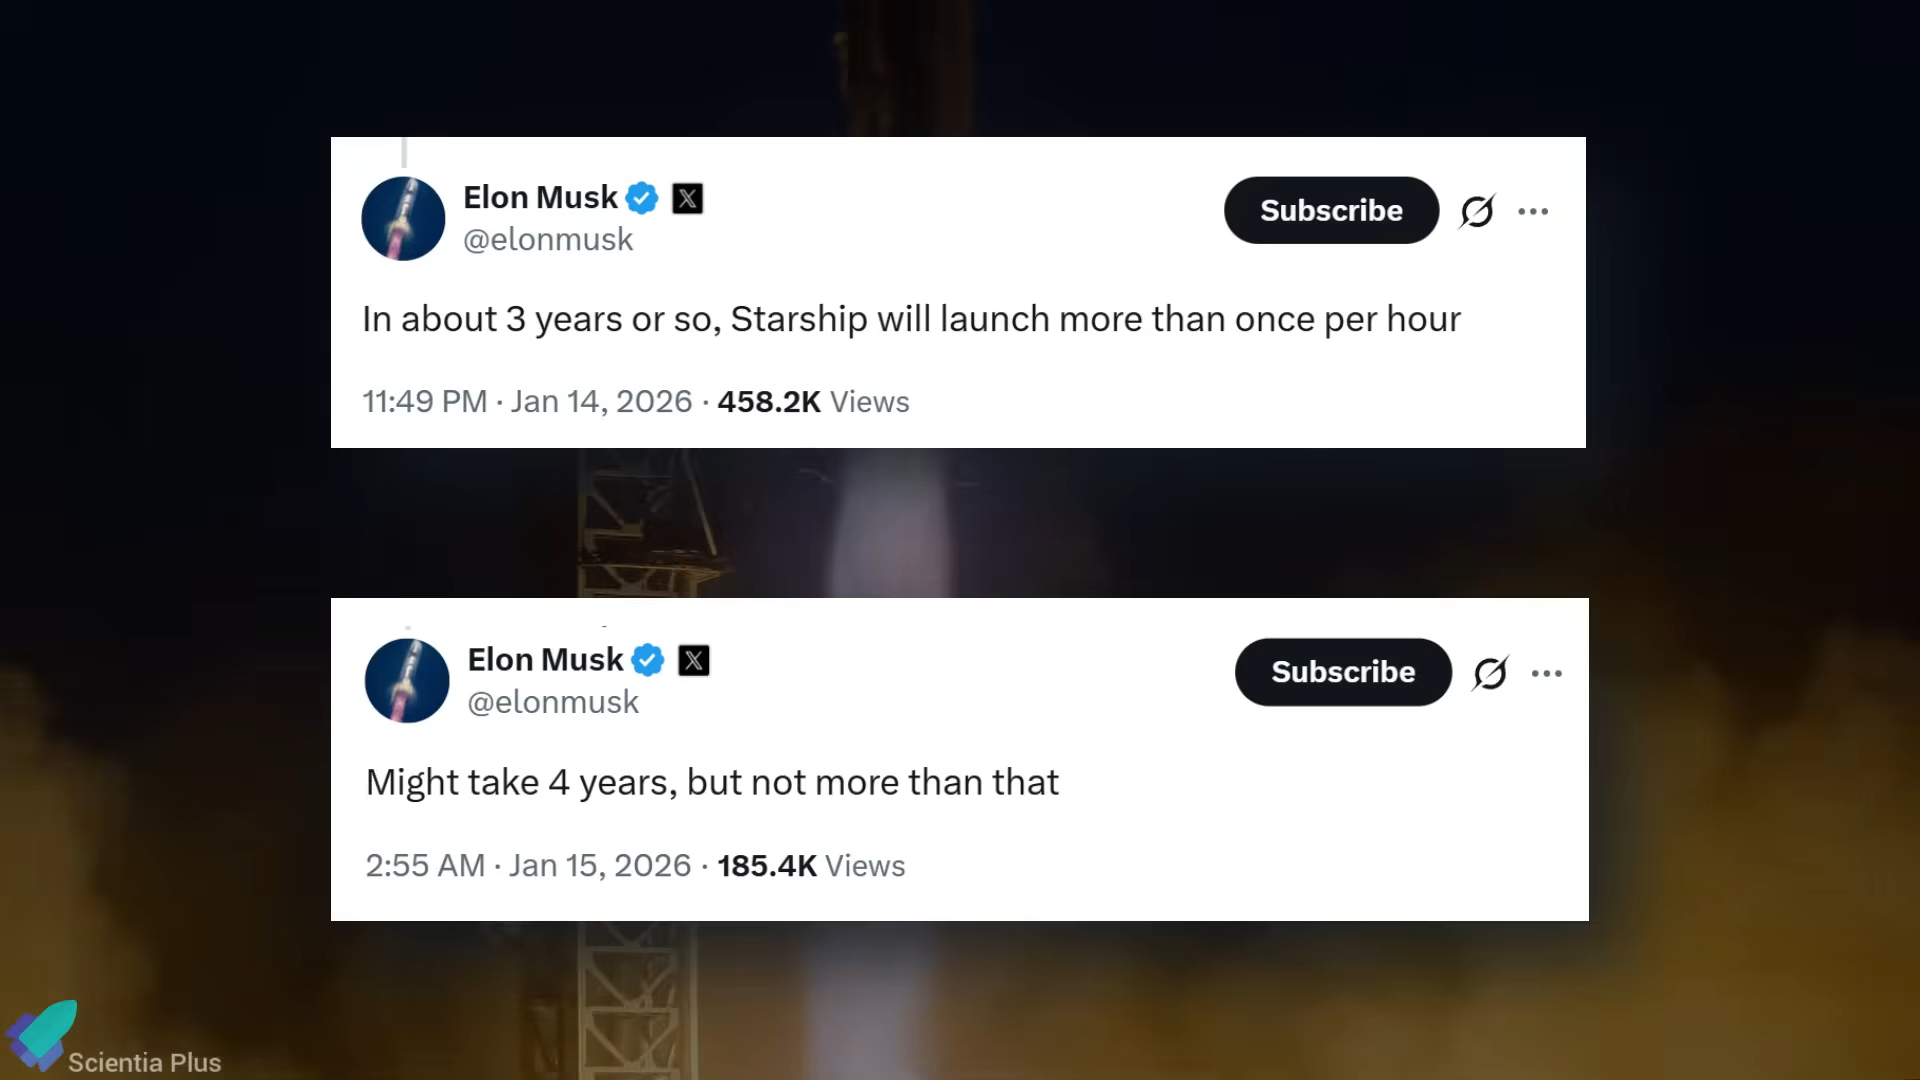 Elon Musk
@elonmusk
Subscribe
In about 3 years or so, Starship will launch more than once per hour
11:49 PM · Jan 14, 2026 · 458.2K Views
Elon Musk
@elonmusk
Subscribe
Might take 4 years, but not more than that
2:55 AM · Jan 15, 2026 · 185.4K Views
Scientia Plus